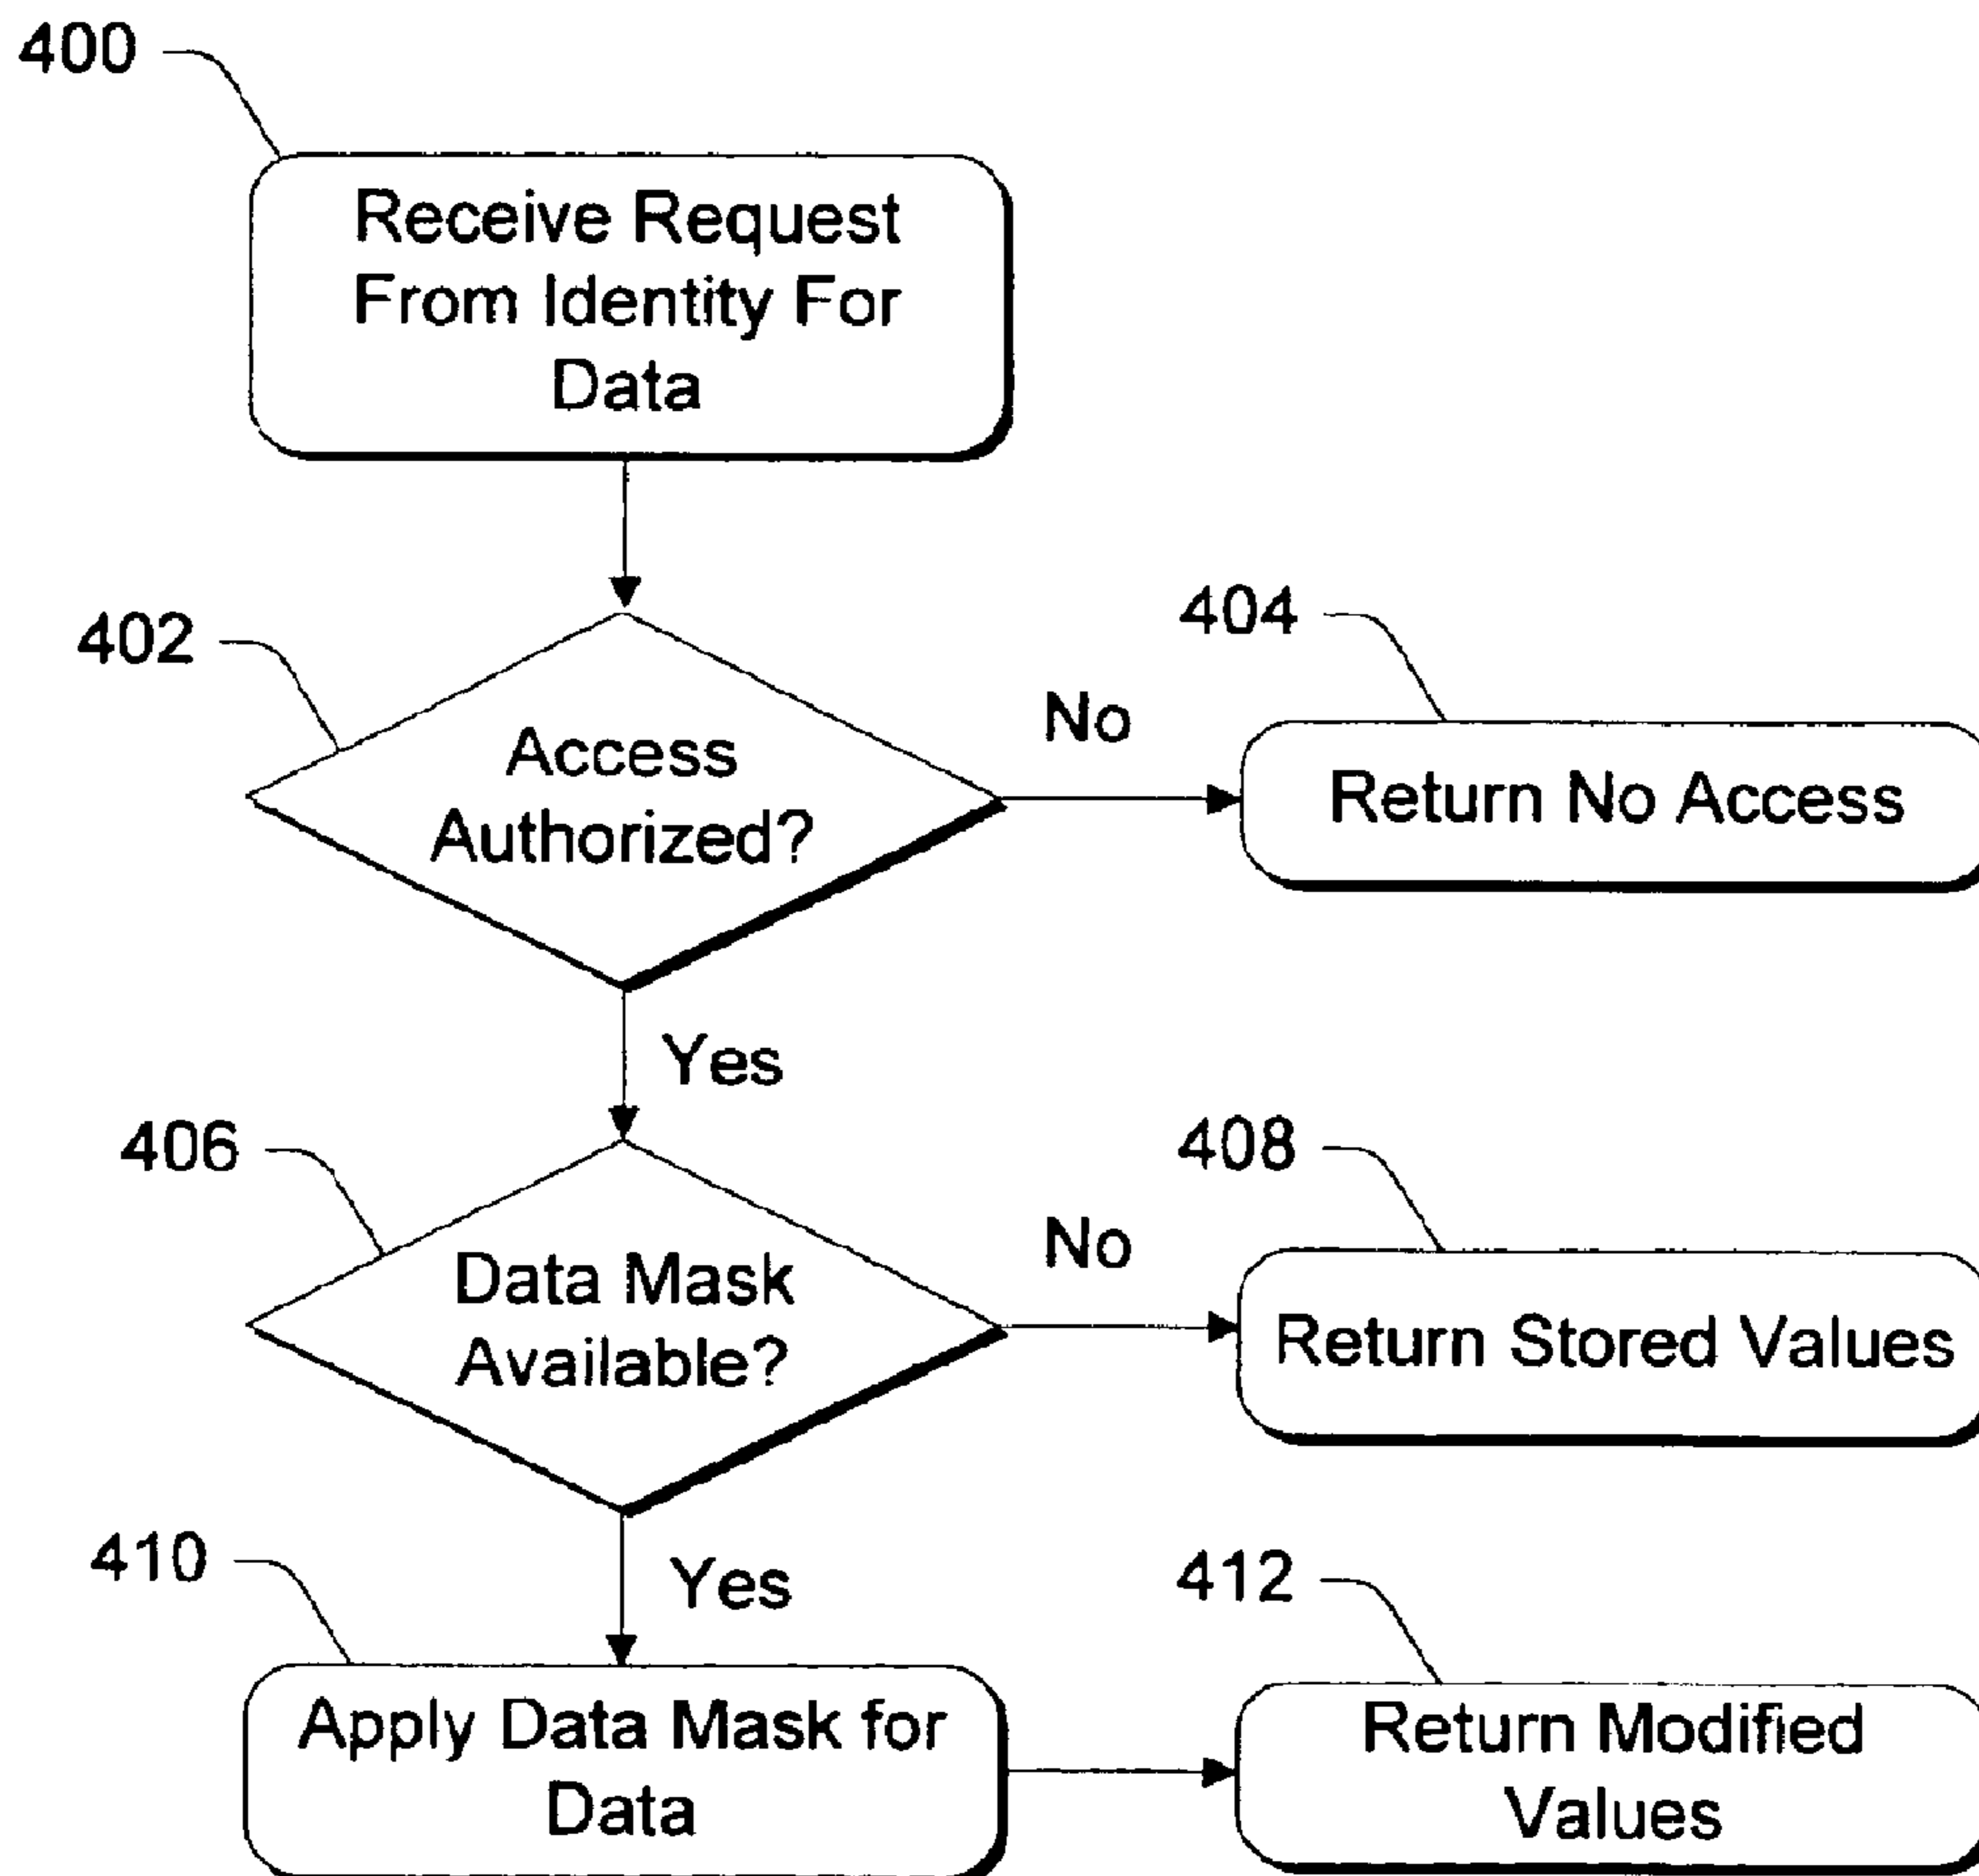 400
Receive Request
From Identity For
Data
402
Access
Authorized?
No
404
Return No Access
Yes
406
Data Mask
Available?
No
408
Return Stored Values
Yes
410
Apply Data Mask for
Data
412
Return Modified
Values